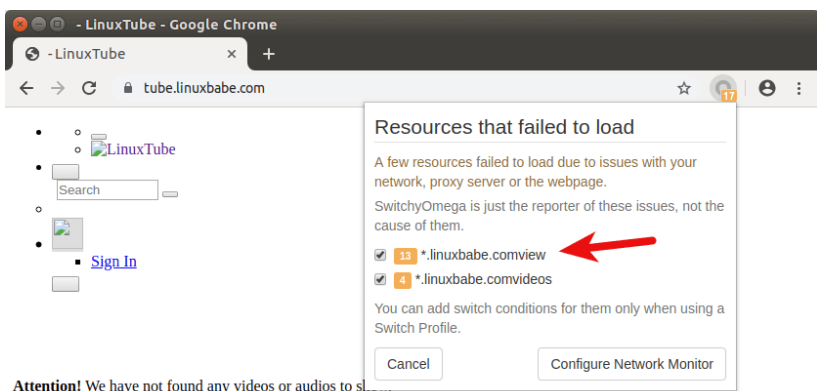 - LinuxTube - Google Chrome
- LinuxTube
tube.linuxbabe.com
17
LinuxTube
Search
Sign In
Attention! We have not found any videos or audios to
Resources that failed to load
A few resources failed to load due to issues with your
network, proxy server or the webpage.
SwitchyOmega is just the reporter of these issues, not the
cause of them.
13 *.linuxbabe.comview
4 *.linuxbabe.comvideos
You can add switch conditions for them only when using a
Switch Profile.
Cancel Configure Network Monitor